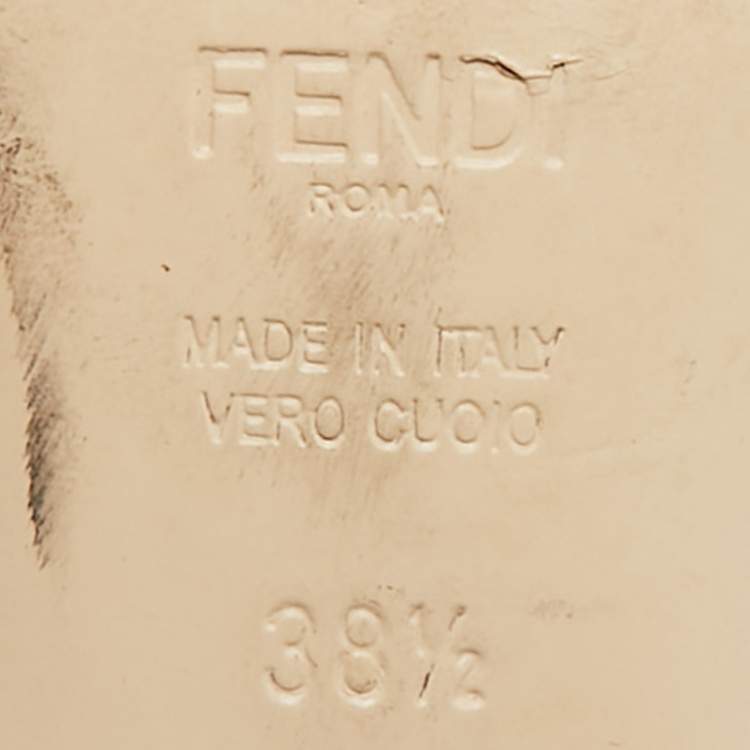 FENDI
ROMA
MADE IN ITALY
VERO CUOIO
38½